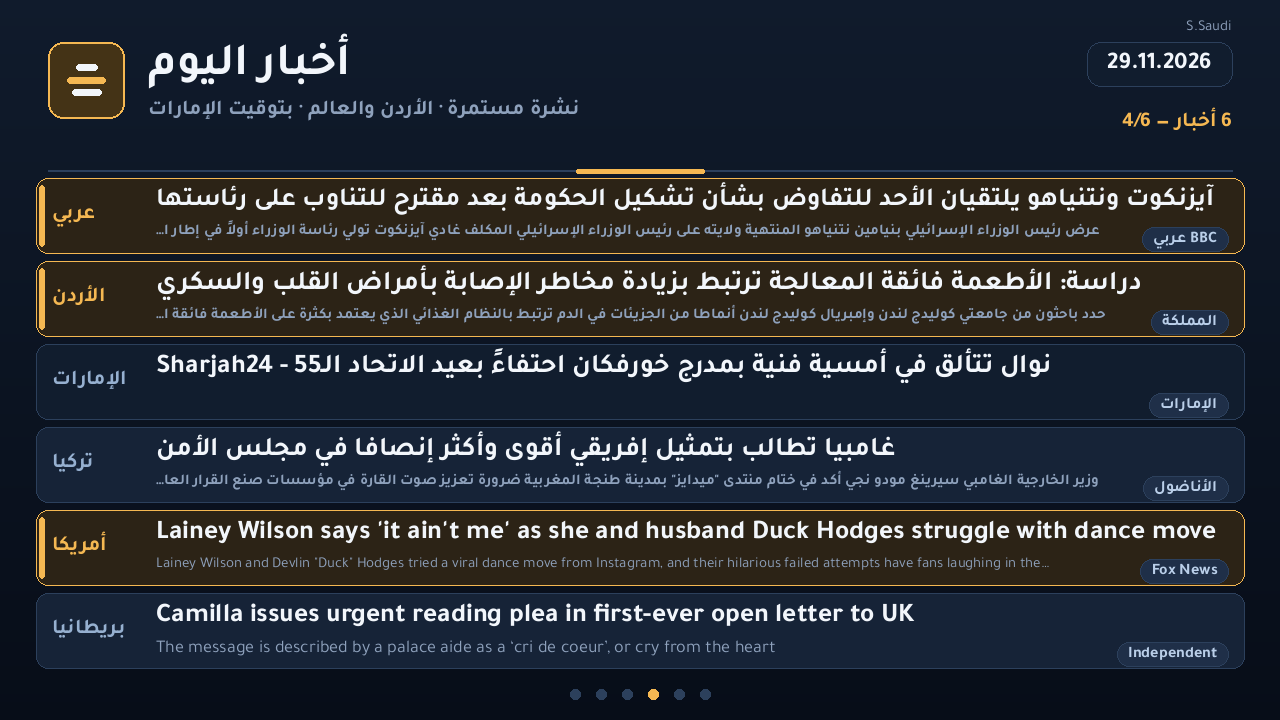 S.Saudi
أخبار اليوم
29.11.2026
نشرة مستمرة · الأردن والعالم · بتوقيت الإمارات
6 أخبار — 4/6
عربي
آيزنكوت ونتنياهو يلتقيان الأحد للتفاوض بشأن تشكيل الحكومة بعد مقترح للتناوب على رئاستها
عرض رئيس الوزراء الإسرائيلي بنيامين نتنياهو المنتهية ولايته على رئيس الوزراء الإسرائيلي المكلف غادي آيزنكوت تولي رئاسة الوزراء أولاً في إطار ا...
BBC عربي
الأردن
دراسة: الأطعمة فائقة المعالجة ترتبط بزيادة مخاطر الإصابة بأمراض القلب والسكري
حدد باحثون من جامعتي كوليدج لندن وإمبريال كوليدج لندن أنماطا من الجزيئات في الدم ترتبط بالنظام الغذائي الذي يعتمد بكثرة على الأطعمة فائقة ا...
المملكة
الإمارات
نوال تتألق في أمسية فنية بمدرج خورفكان احتفاءً بعيد الاتحاد الـ55 - Sharjah24
الإمارات
تركيا
غامبيا تطالب بتمثيل إفريقي أقوى وأكثر إنصافا في مجلس الأمن
وزير الخارجية الغامبي سيرينغ مودو نجي أكد في ختام منتدى "ميدايز" بمدينة طنجة المغربية ضرورة تعزيز صوت القارة في مؤسسات صنع القرار العا...
الأناضول
أمريكا
Lainey Wilson says 'it ain't me' as she and husband Duck Hodges struggle with dance move
Lainey Wilson and Devlin "Duck" Hodges tried a viral dance move from Instagram, and their hilarious failed attempts have fans laughing in the...
Fox News
بريطانيا
Camilla issues urgent reading plea in first-ever open letter to UK
The message is described by a palace aide as a ‘cri de coeur’, or cry from the heart
Independent